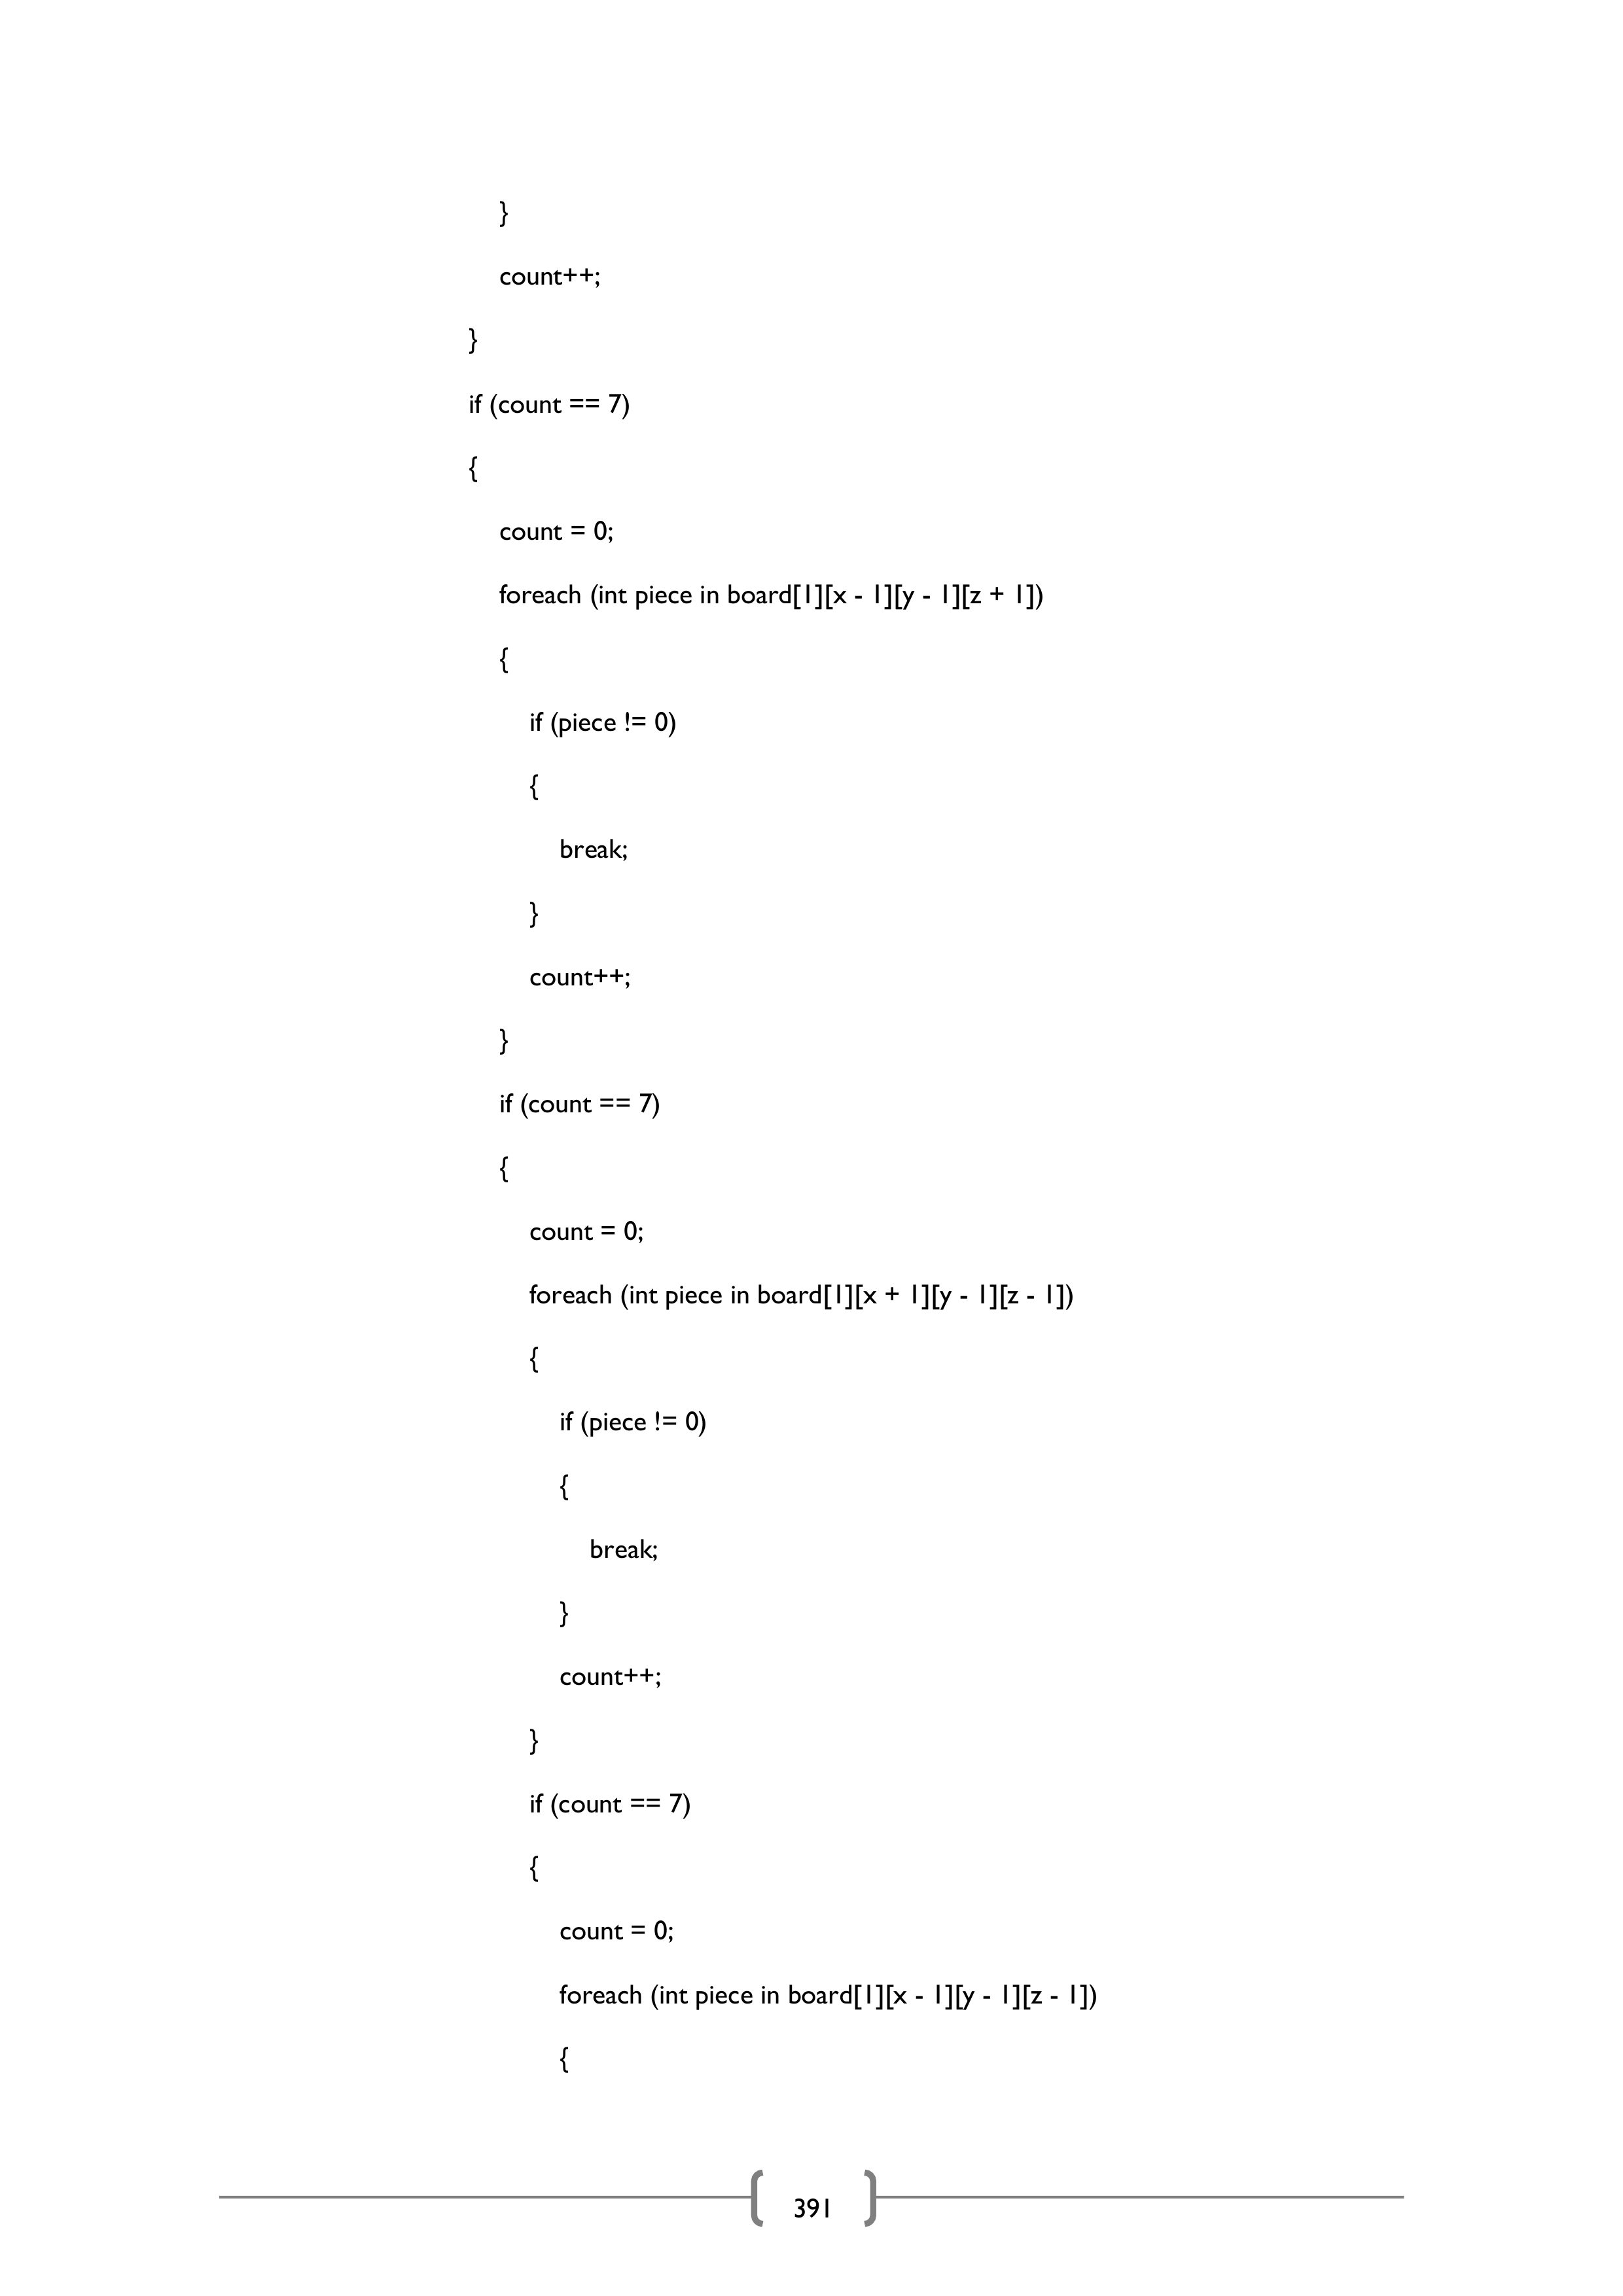 }
count++;
}
if (count == 7)
{
count = 0;
foreach (int piece in board[1][x - 1][y - 1][z + 1])
{
if (piece != 0)
{
break;
}
count++;
}
if (count == 7)
{
count = 0;
foreach (int piece in board[1][x + 1][y - 1][z - 1])
{
if (piece != 0)
{
break;
}
count++;
}
if (count == 7)
{
count = 0;
foreach (int piece in board[1][x - 1][y - 1][z - 1])
{
391